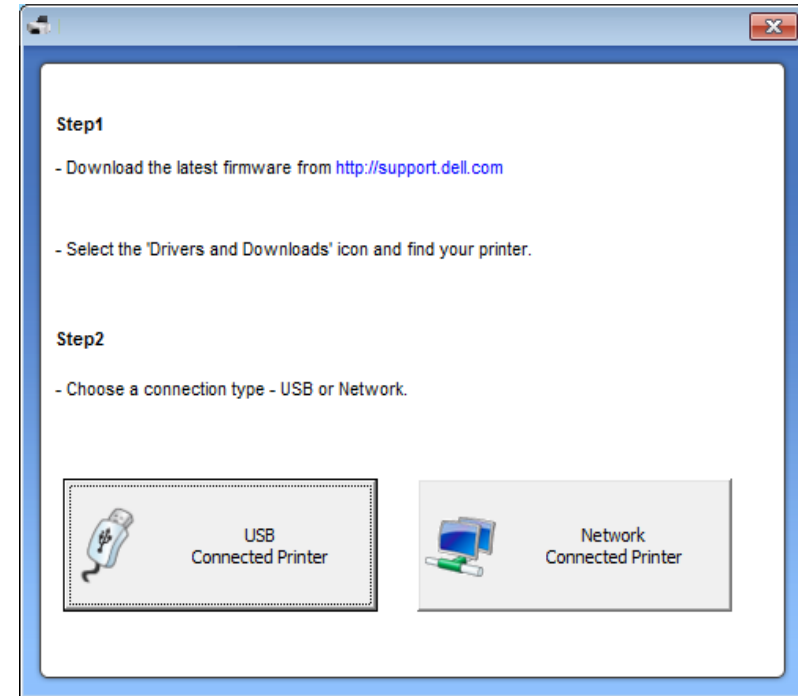 Step1
- Download the latest firmware from http://support.dell.com
- Select the 'Drivers and Downloads' icon and find your printer.
Step2
- Choose a connection type - USB or Network.
USB
Connected Printer
Network
Connected Printer